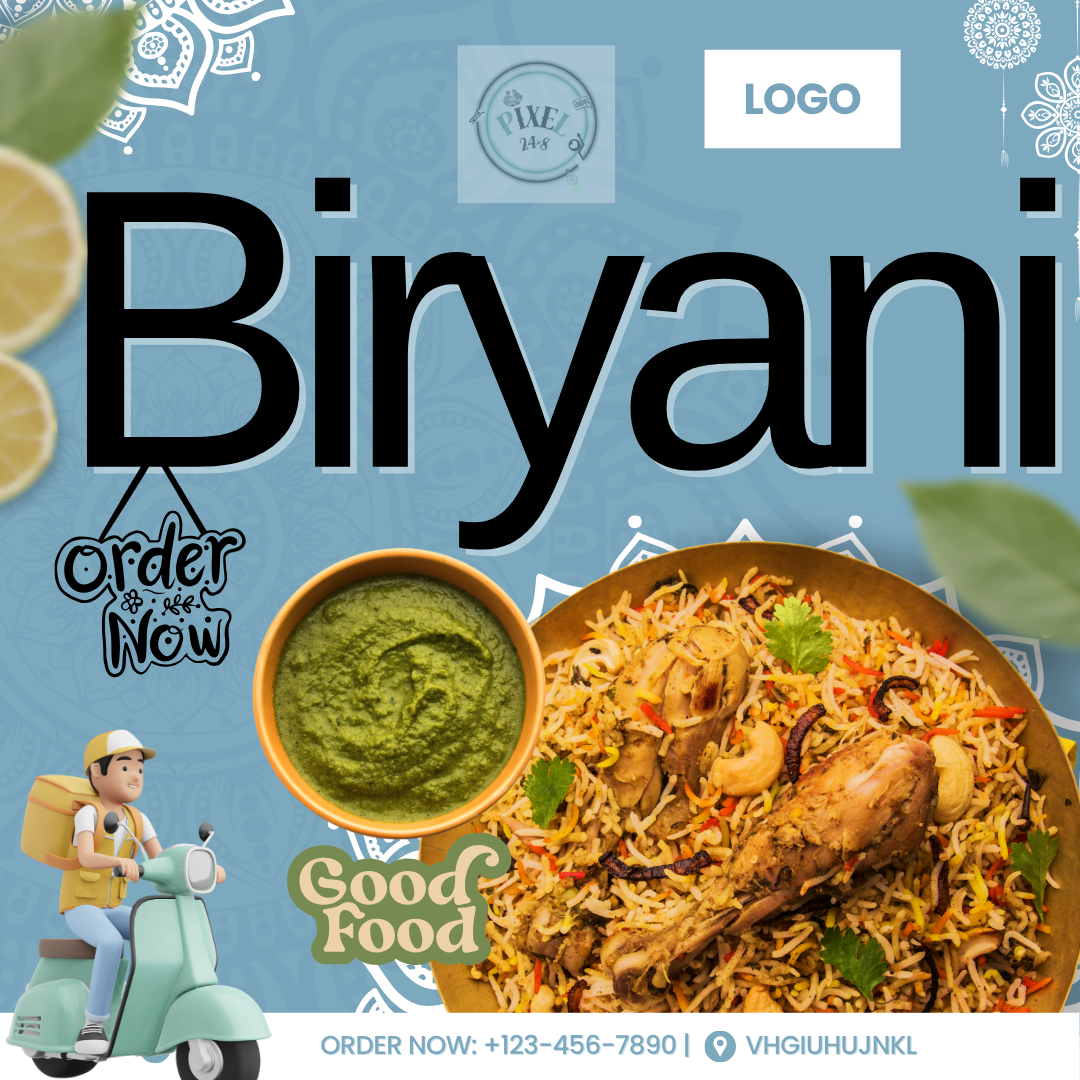 PIXEL
24*8
LOGO
Biryani
Order
Now
Good
Food
ORDER NOW: +123-456-7890 | VHGIUHUJNKL